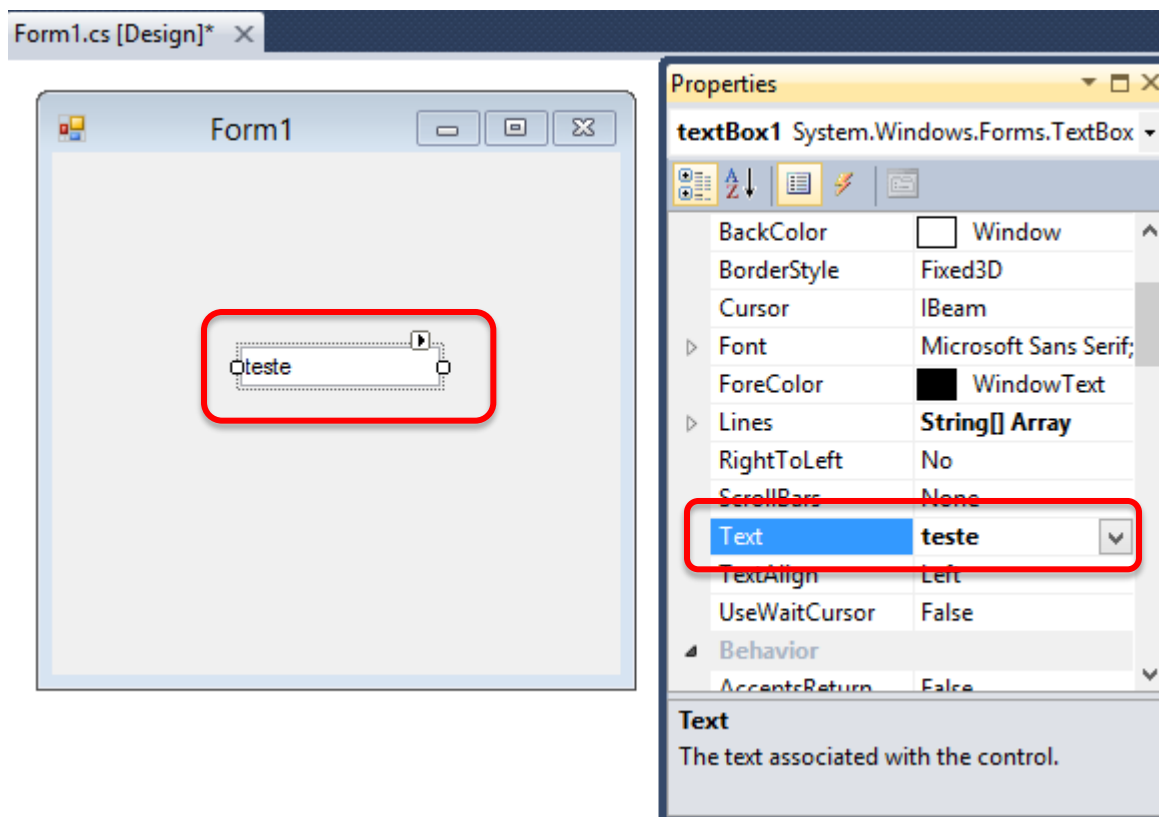 Form1.cs [Design]*
Form1
teste
Properties
textBox1 System.Windows.Forms.TextBox
A
Z
BackColor Window
BorderStyle Fixed3D
Cursor IBeam
Font Microsoft Sans Serif;
ForeColor WindowText
Lines String[] Array
RightToLeft No
ScrollBars None
Text teste
TextAlign Left
UseWaitCursor False
Behavior
AcceptsReturn False
Text
The text associated with the control.